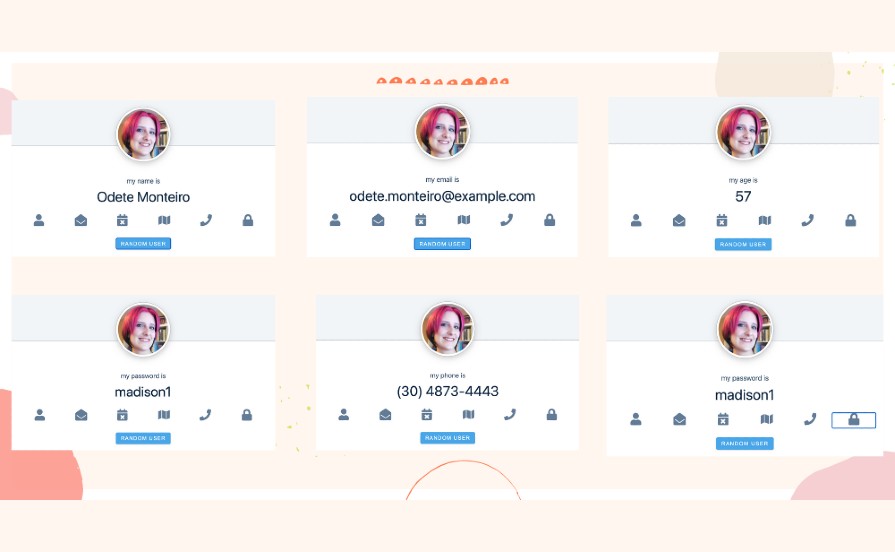 my name is
Odete Monteiro
RANDOM USER
my email is
odete.monteiro@example.com
RANDOM USER
my age is
57
RANDOM USER
my password is
madison1
RANDOM USER
my phone is
(30) 4873-4443
RANDOM USER
my password is
madison1
RANDOM USER